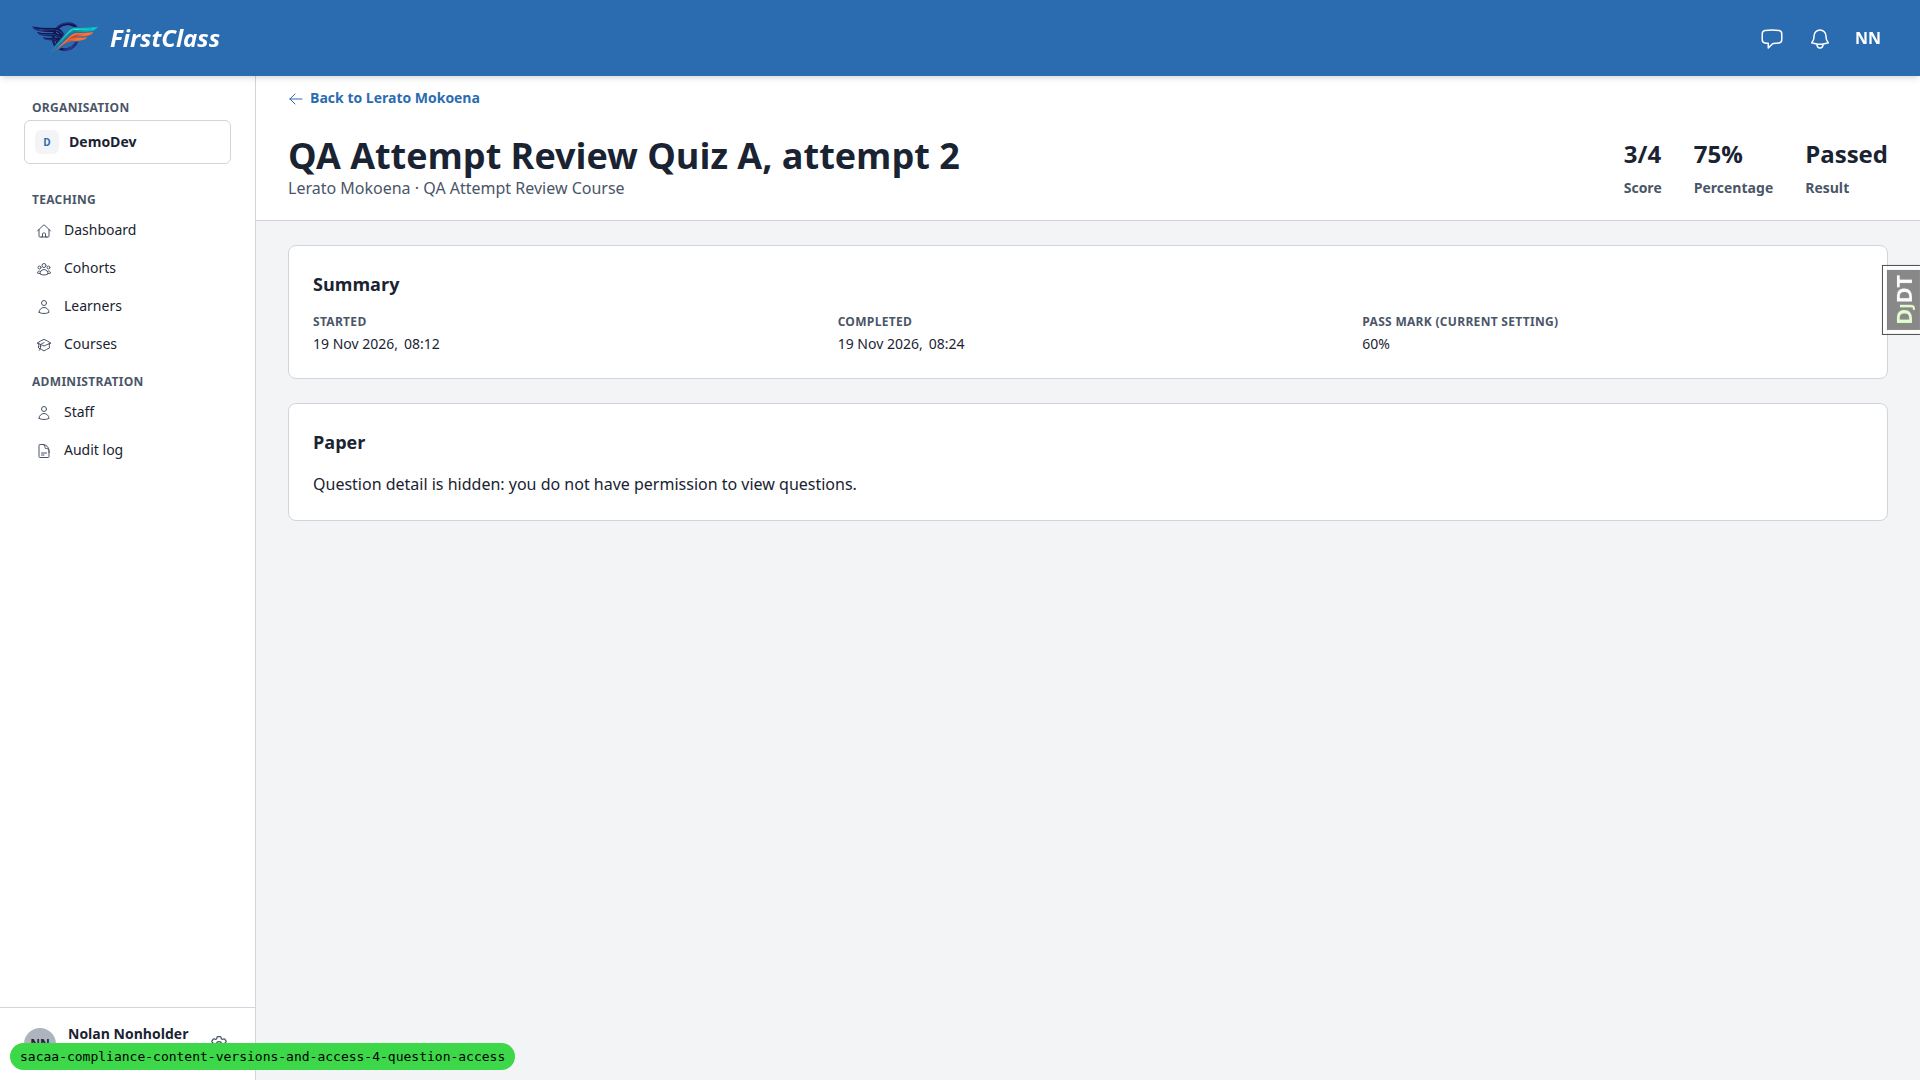 FirstClass
NN
ORGANISATION
D DemoDev
TEACHING
Dashboard
Cohorts
Learners
Courses
ADMINISTRATION
Staff
Audit log
Nolan Nonholder
sacaa-compliance-content-versions-and-access-4-question-access
Back to Lerato Mokoena
QA Attempt Review Quiz A, attempt 2
Lerato Mokoena · QA Attempt Review Course
3/4 75% Passed
Score Percentage Result
Summary
STARTED COMPLETED PASS MARK (CURRENT SETTING)
19 Nov 2026, 08:12 19 Nov 2026, 08:24 60%
Paper
Question detail is hidden: you do not have permission to view questions.
DjDT